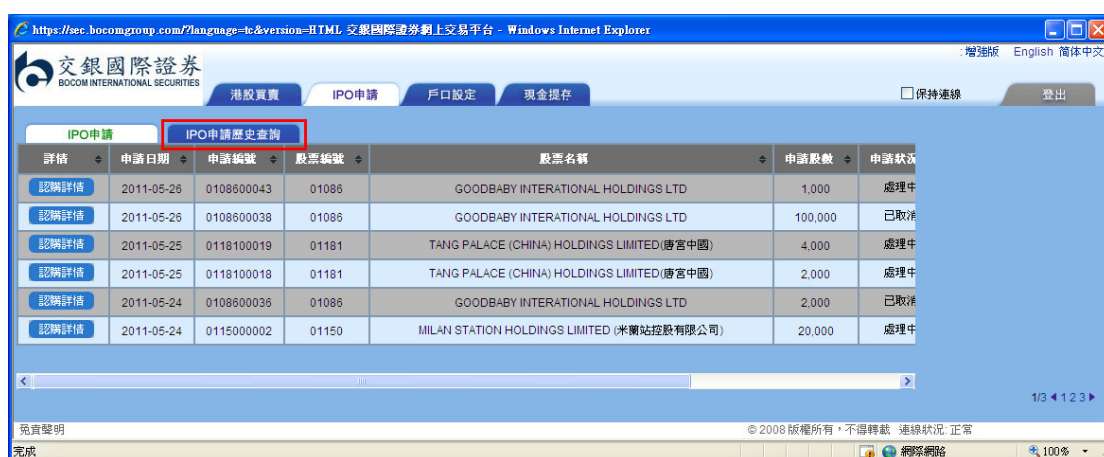 https://sec.bocomgroup.com/?language=tc&version=HTML 交銀國際證券網上交易平台 - Windows Internet Explorer
:增強版 English 简体中文
交銀國際證券
BOCOM INTERNATIONAL SECURITIES
港股買賣 IPO申請 戶口設定 現金提存 保持連線 登出
IPO申請 IPO申請歷史查詢
詳情 申請日期 申請編號 股票編號 股票名稱 申請股數 申請狀況
認購詳情 2011-05-26 0108600043 01086 GOODBABY INTERNATIONAL HOLDINGS LTD 1,000 處理中
認購詳情 2011-05-26 0108600038 01086 GOODBABY INTERNATIONAL HOLDINGS LTD 100,000 已取消
認購詳情 2011-05-25 0118100019 01181 TANG PALACE (CHINA) HOLDINGS LIMITED(唐宮中國) 4,000 處理中
認購詳情 2011-05-25 0118100018 01181 TANG PALACE (CHINA) HOLDINGS LIMITED(唐宮中國) 2,000 處理中
認購詳情 2011-05-24 0108600036 01086 GOODBABY INTERNATIONAL HOLDINGS LTD 2,000 已取消
認購詳情 2011-05-24 0115000002 01150 MILAN STATION HOLDINGS LIMITED (米蘭站控股有限公司) 20,000 處理中
1/3 1 2 3
免責聲明 © 2008 版權所有，不得轉載 連線狀況: 正常
完成 網際網路 100%